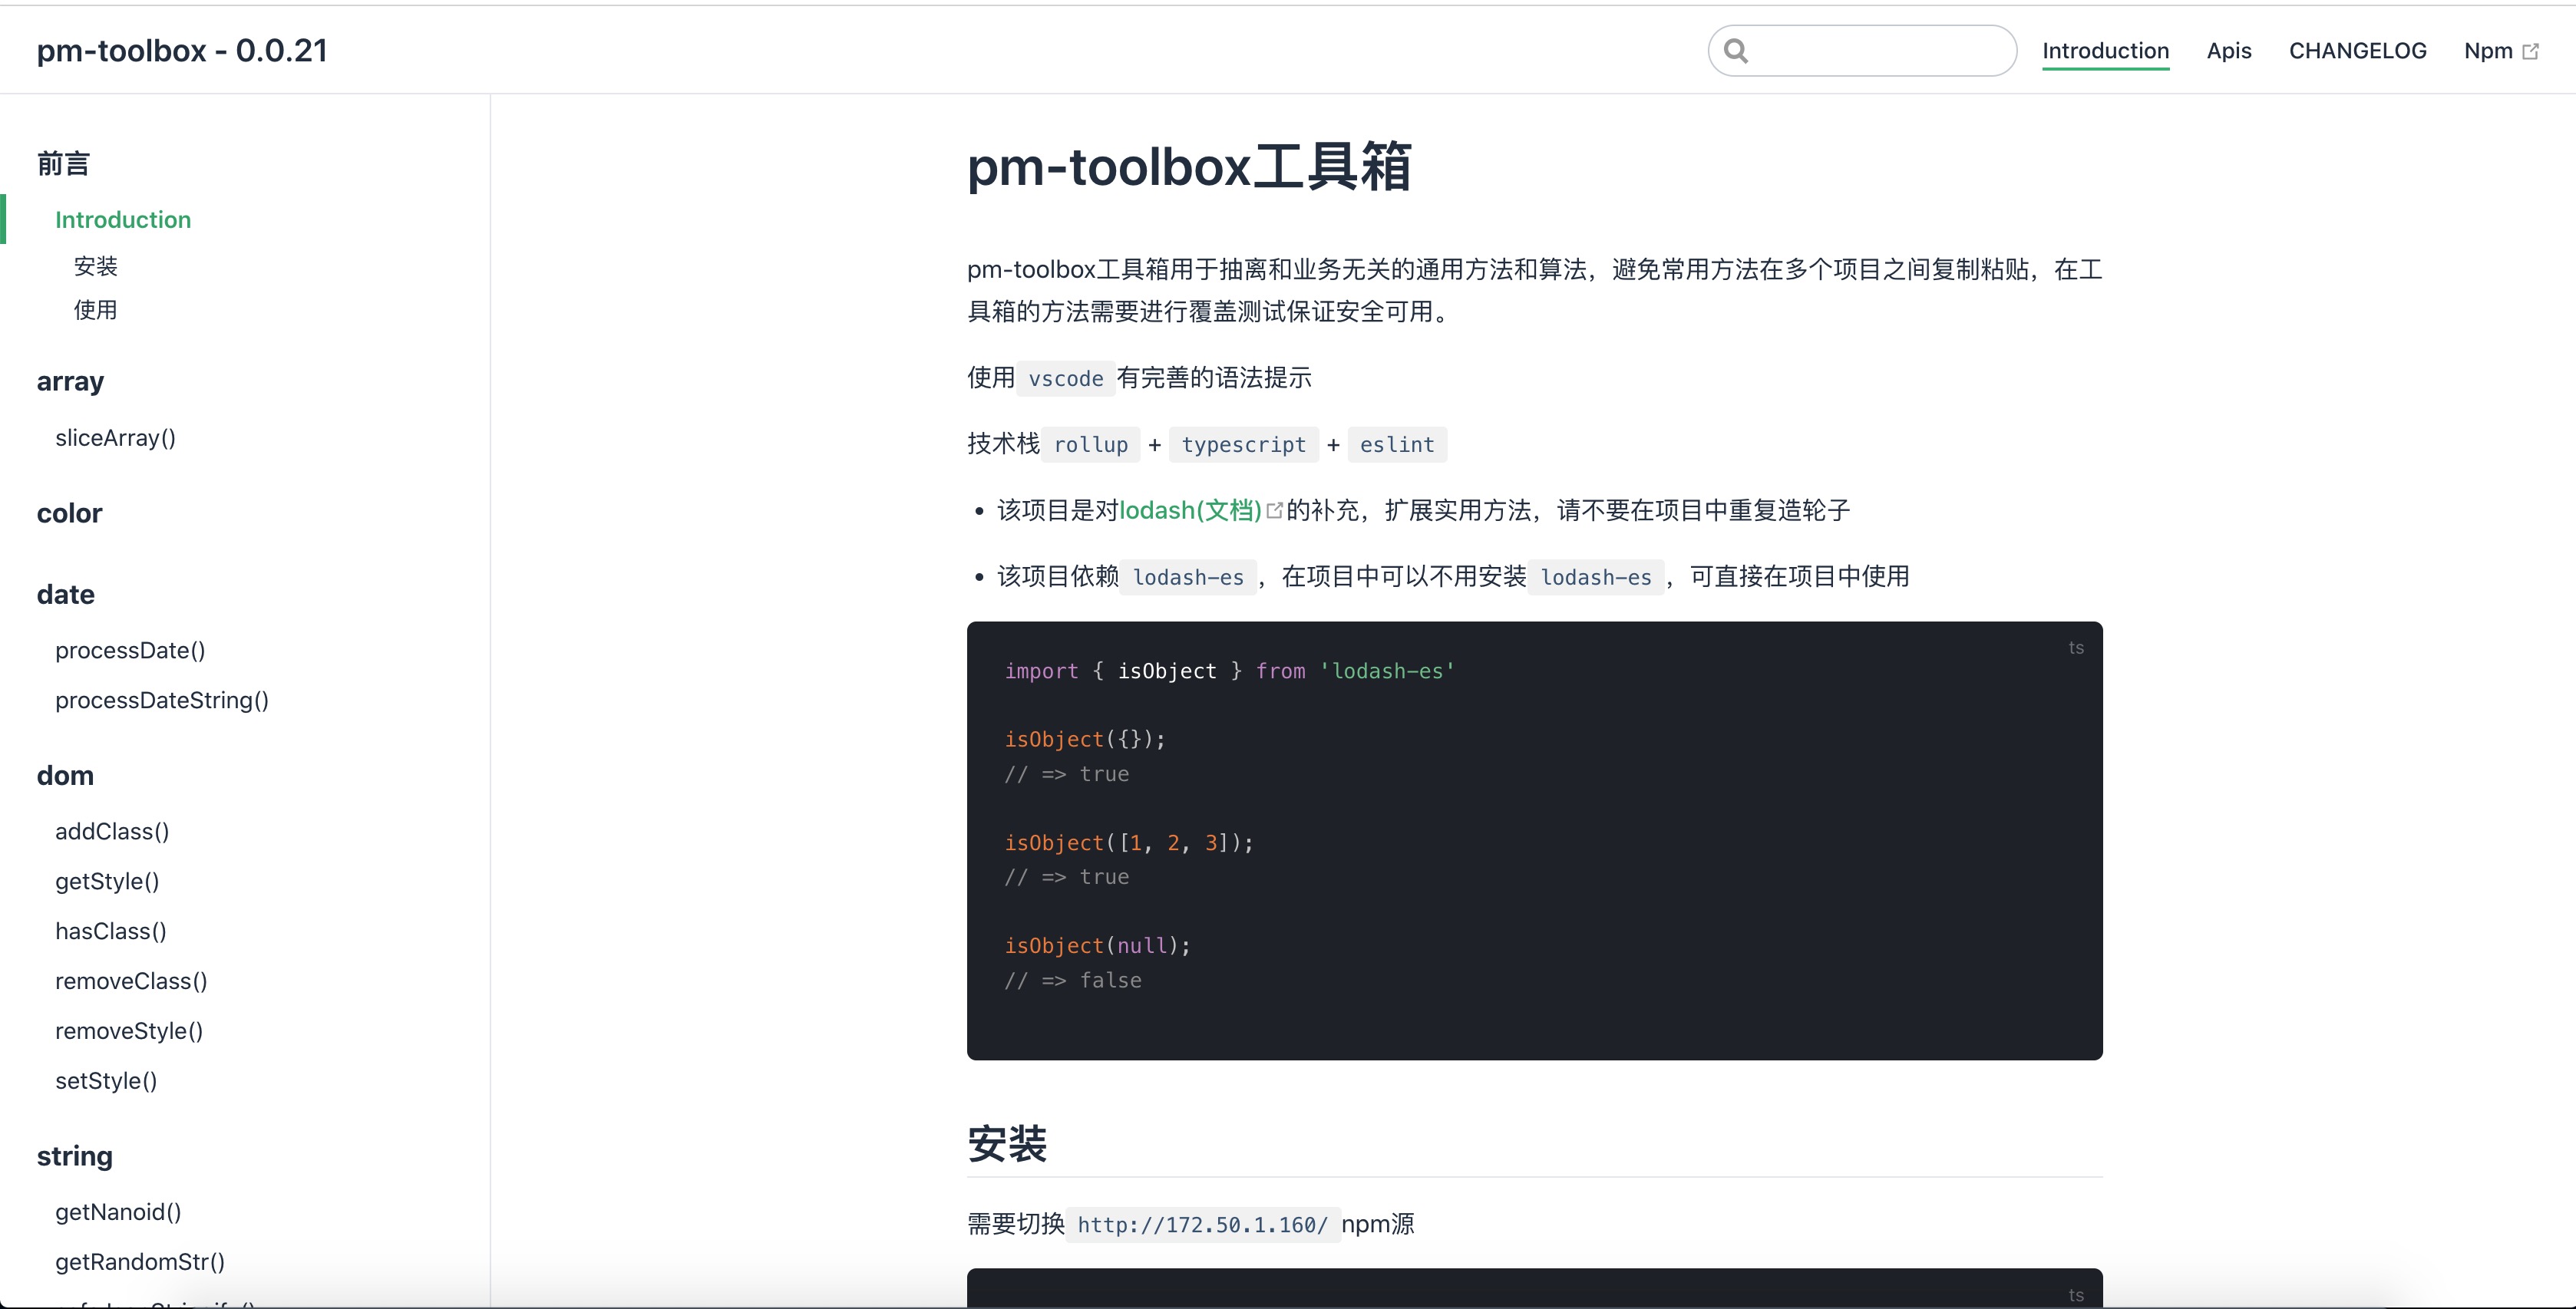 pm-toolbox - 0.0.21
Introduction
Apis
CHANGELOG
Npm
前言
Introduction
安装
使用
array
sliceArray()
color
date
processDate()
processDateString()
dom
addClass()
getStyle()
hasClass()
removeClass()
removeStyle()
setStyle()
string
getNanoid()
getRandomStr()
pm-toolbox工具箱
pm-toolbox工具箱用于抽离和业务无关的通用方法和算法，避免常用方法在多个项目之间复制粘贴，在工
具箱的方法需要进行覆盖测试保证安全可用。
使用 vscode 有完善的语法提示
技术栈 rollup + typescript + eslint
• 该项目是对lodash(文档)的补充，扩展实用方法，请不要在项目中重复造轮子
• 该项目依赖 lodash-es ，在项目中可以不用安装 lodash-es ，可直接在项目中使用
ts
import { isObject } from 'lodash-es'
isObject({});
// => true
isObject([1, 2, 3]);
// => true
isObject(null);
// => false
安装
需要切换 http://172.50.1.160/ npm源
ts